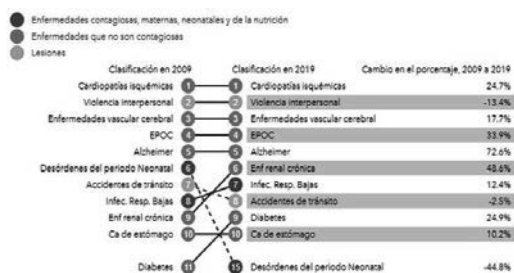 Enfermedades contagiosas, maternas, neonatales y de la nutrición
Enfermedades que no son contagiosas
Lesiones
Clasificación en 2009 Clasificación en 2019 Cambio en el porcentaje, 2009 a 2019
Cardiopatías isquémicas 1 1 Cardiopatías isquémicas 24.7%
Violencia interpersonal 2 2 Violencia interpersonal -13.4%
Enfermedades vascular cerebral 3 3 Enfermedades vascular cerebral 17.7%
EPOC 4 4 EPOC 33.9%
Alzheimer 5 5 Alzheimer 72.6%
Desórdenes del periodo Neonatal 6 6 Enf renal crónica 48.6%
Accidentes de tránsito 7 7 Infec. Resp. Bajas 12.4%
Infec. Resp. Bajas 8 8 Accidentes de tránsito -2.5%
Enf renal crónica 9 9 Diabetes 24.9%
Ca de estómago 10 10 Ca de estómago 10.2%
Diabetes 11 15 Desórdenes del periodo Neonatal -44.8%